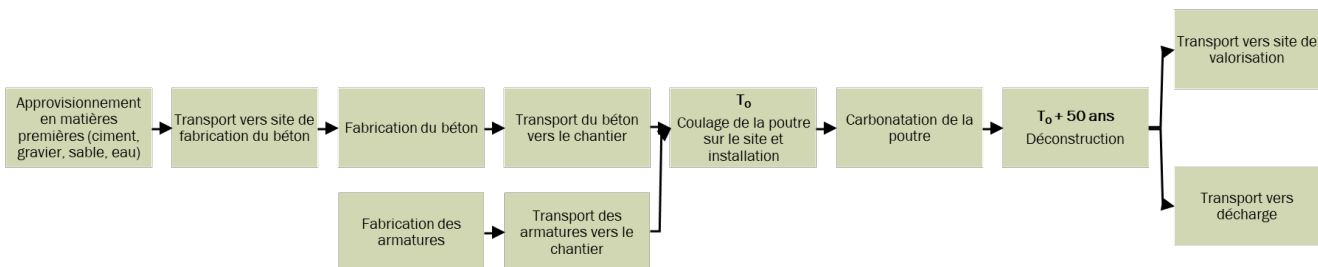 Approvisionnement
en matières
premières (ciment,
gravier, sable, eau)
Transport vers site de
fabrication du béton
Fabrication du béton
Transport du béton
vers le chantier
Fabrication des
armatures
Transport des
armatures vers le
chantier
T₀
Coulage de la poutre
sur le site et
installation
Carbonatation de la
poutre
T₀ + 50 ans
Déconstruction
Transport vers site de
valorisation
Transport vers
décharge